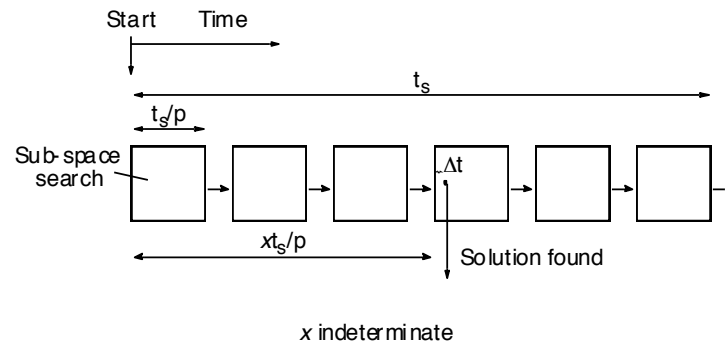 Start Time
t_s
t_s/p
Sub-space
search
Δt
xt_s/p
Solution found
x indeterminate